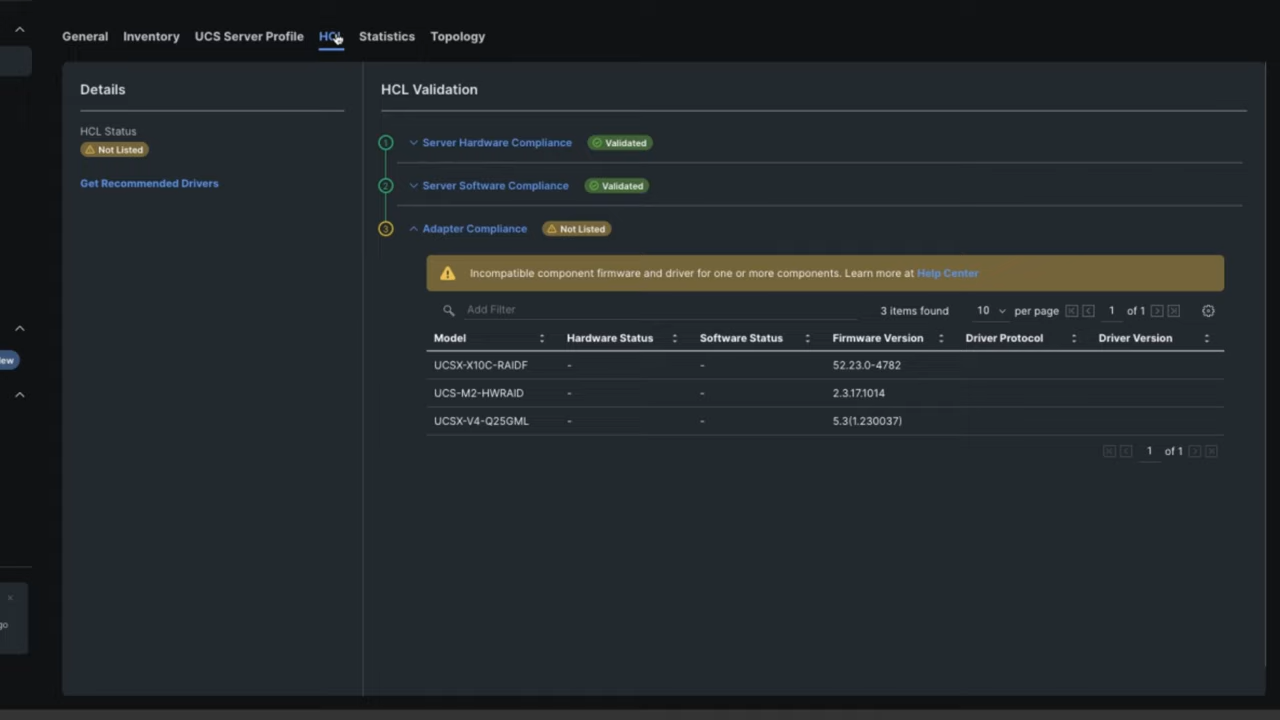 General Inventory UCS Server Profile HCL Statistics Topology
Details
HCL Status
Not Listed
Get Recommended Drivers
HCL Validation
1 Server Hardware Compliance Validated
2 Server Software Compliance Validated
3 Adapter Compliance Not Listed
Incompatible component firmware and driver for one or more components. Learn more at Help Center
Add Filter 3 items found 10 per page 1 of 1
Model Hardware Status Software Status Firmware Version Driver Protocol Driver Version
UCSX-X10C-RAIDF - - 52.23.0-4782
UCS-M2-HWRAID - - 2.3.17.1014
UCSX-V4-Q25GML - - 5.3(1.230037)
1 of 1